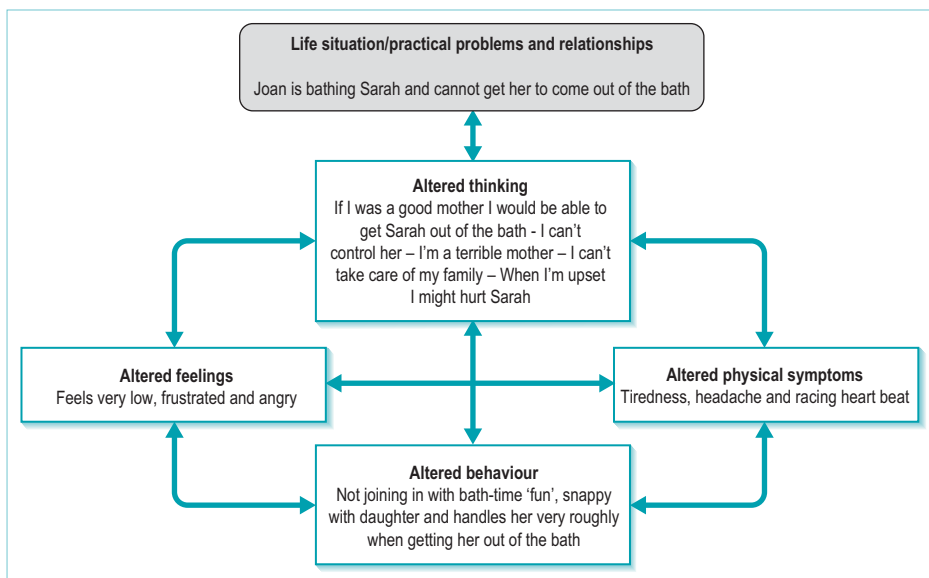 Life situation/practical problems and relationships
Joan is bathing Sarah and cannot get her to come out of the bath
Altered thinking
If I was a good mother I would be able to
get Sarah out of the bath - I can’t
control her – I’m a terrible mother – I can’t
take care of my family – When I’m upset
I might hurt Sarah
Altered feelings
Feels very low, frustrated and angry
Altered physical symptoms
Tiredness, headache and racing heart beat
Altered behaviour
Not joining in with bath-time ‘fun’, snappy
with daughter and handles her very roughly
when getting her out of the bath